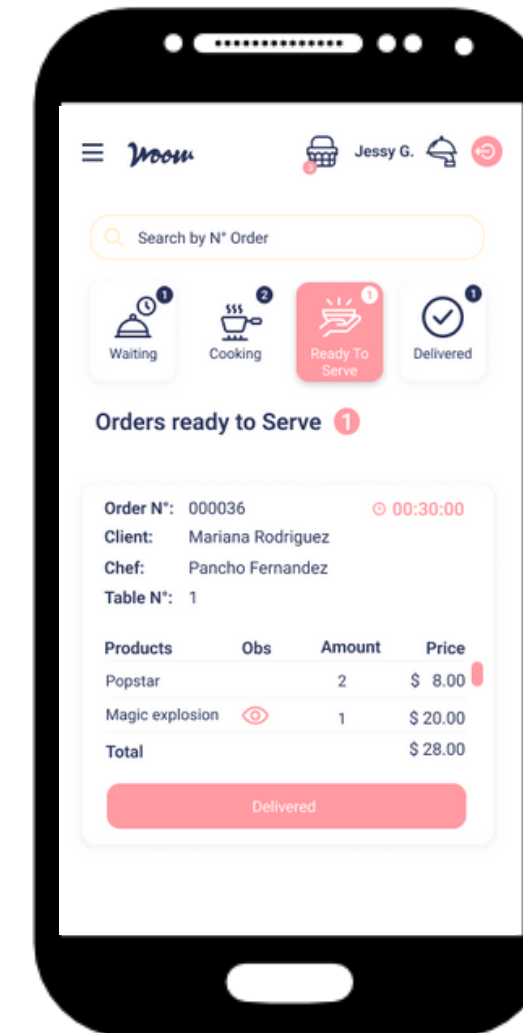 Woom
Jessy G.
3
Search by N° Order
1
2
1
1
Waiting
Cooking
Ready To
Serve
Delivered
Orders ready to Serve 1
Order N°: 000036 00:30:00
Client: Mariana Rodriguez
Chef: Pancho Fernandez
Table N°: 1
Products Obs Amount Price
Popstar 2 $ 8.00
Magic explosion 1 $ 20.00
Total $ 28.00
Delivered